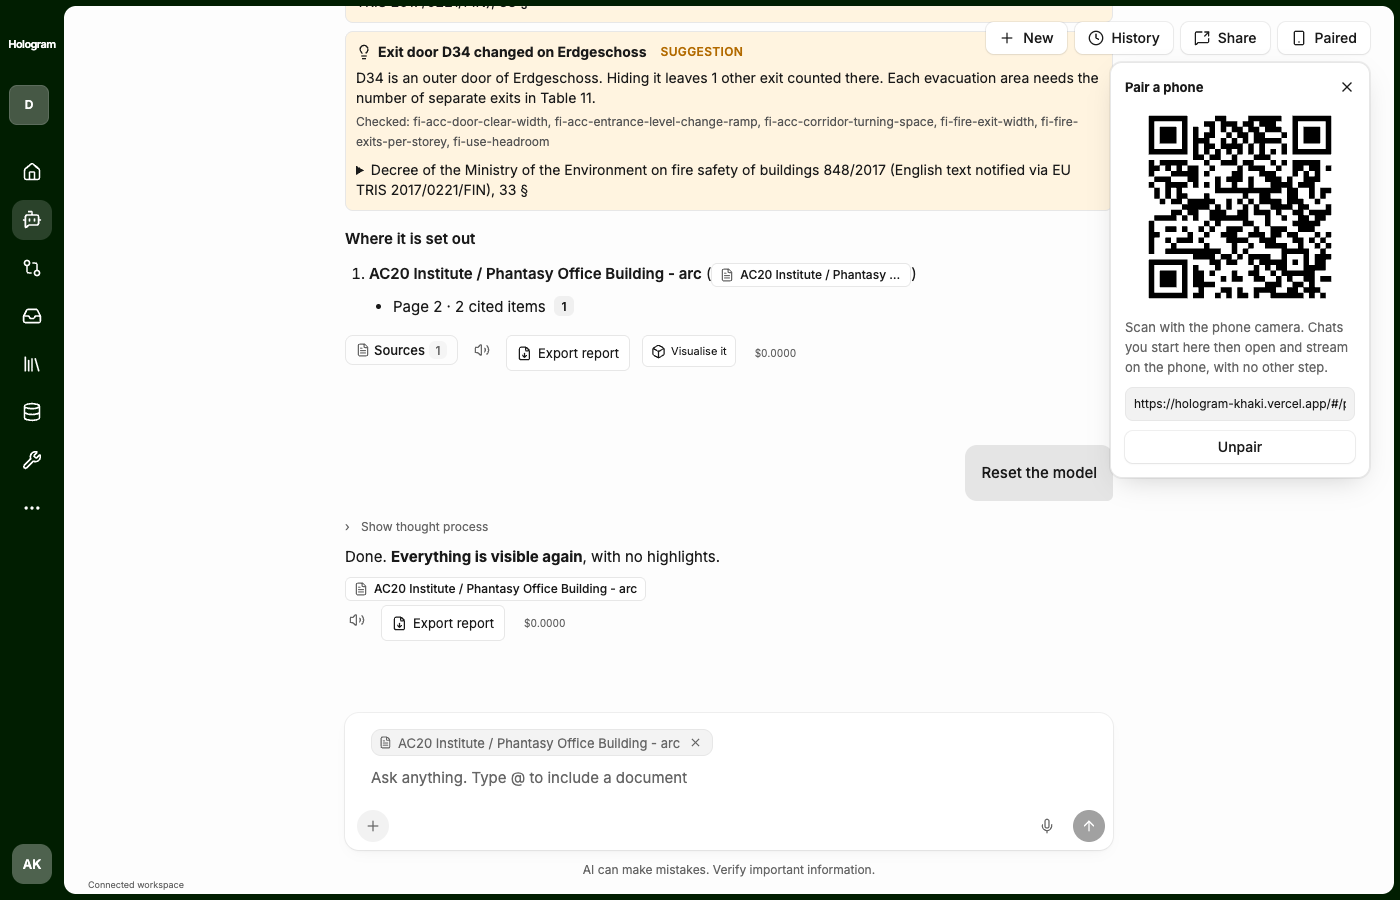 Hologram
D
New
History
Share
Paired
Exit door D34 changed on Erdgeschoss SUGGESTION
D34 is an outer door of Erdgeschoss. Hiding it leaves 1 other exit counted there. Each evacuation area needs the
number of separate exits in Table 11.
Checked: fi-acc-door-clear-width, fi-acc-entrance-level-change-ramp, fi-acc-corridor-turning-space, fi-fire-exit-width, fi-fire-
exits-per-storey, fi-use-headroom
Decree of the Ministry of the Environment on fire safety of buildings 848/2017 (English text notified via EU
TRIS 2017/0221/FIN), 33 §
Where it is set out
1. AC20 Institute / Phantasy Office Building - arc ( AC20 Institute / Phantasy ... )
• Page 2 · 2 cited items 1
Sources 1
Export report
Visualise it
$0.0000
Pair a phone
Scan with the phone camera. Chats
you start here then open and stream
on the phone, with no other step.
https://hologram-khaki.vercel.app/#/p
Unpair
Reset the model
Show thought process
Done. Everything is visible again, with no highlights.
AC20 Institute / Phantasy Office Building - arc
Export report
$0.0000
AC20 Institute / Phantasy Office Building - arc
Ask anything. Type @ to include a document
AI can make mistakes. Verify important information.
AK
Connected workspace